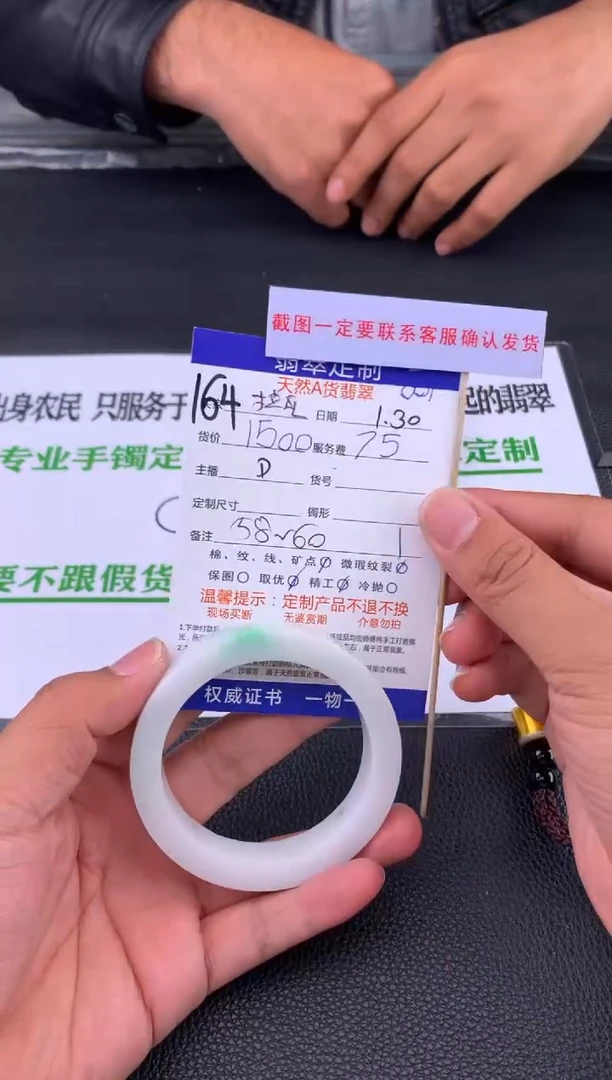 截图一定要联系客服确认发货
翡翠定制
天然A货翡翠
164
日期 1.30
货价 1500 服务费 75
主播 D 货号
定制尺寸 镯形
备注 58~60 1
棉、纹、线、矿点 微瑕纹裂
保圈 取优 精工 冷抛
温馨提示：定制产品不退不换
现场买断 无鉴赏期 介意勿拍
权威证书 一物一
出身农民 只服务于
起的翡翠
专业手镯定
定制
要不跟假货